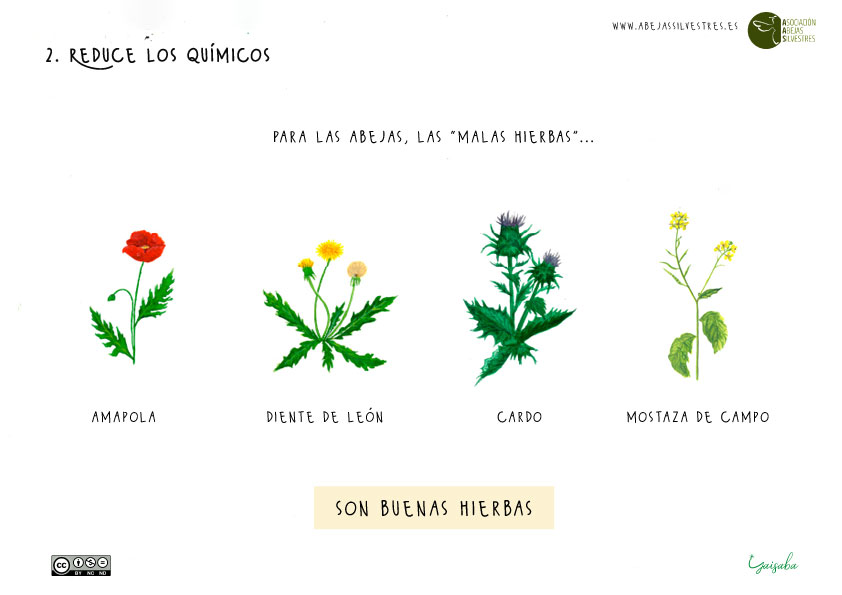 WWW.ABEJASSILVESTRES.ES
ASOCIACIÓN
ABEJAS
SILVESTRES
2. REDUCE LOS QUÍMICOS
PARA LAS ABEJAS, LAS "MALAS HIERBAS"...
AMAPOLA
DIENTE DE LEÓN
CARDO
MOSTAZA DE CAMPO
SON BUENAS HIERBAS
CC
BY NC ND
Gaisaba